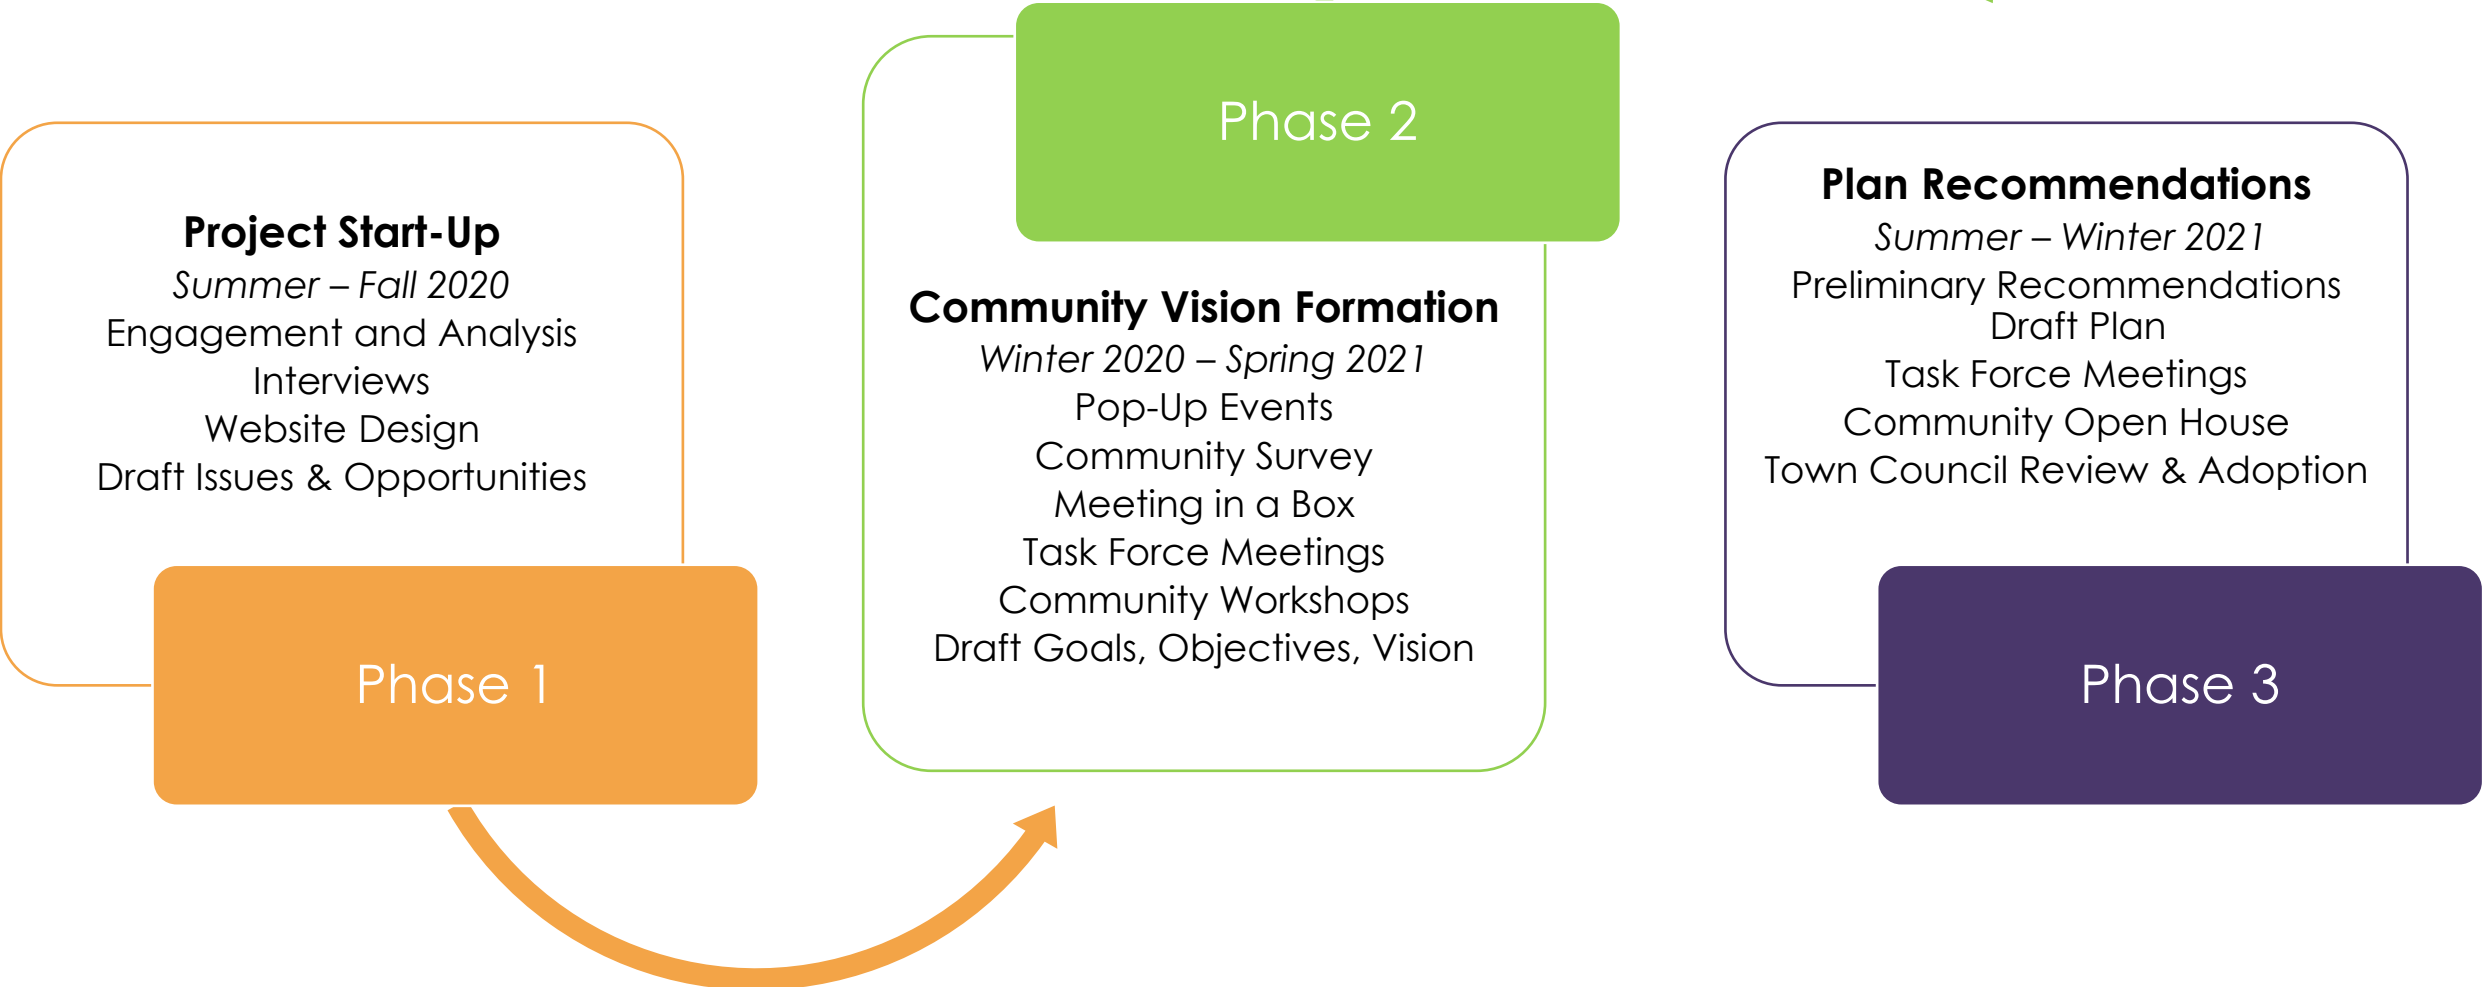 Project Start-Up
Summer – Fall 2020
Engagement and Analysis
Interviews
Website Design
Draft Issues & Opportunities
Phase 1
Phase 2
Community Vision Formation
Winter 2020 – Spring 2021
Pop-Up Events
Community Survey
Meeting in a Box
Task Force Meetings
Community Workshops
Draft Goals, Objectives, Vision
Plan Recommendations
Summer – Winter 2021
Preliminary Recommendations
Draft Plan
Task Force Meetings
Community Open House
Town Council Review & Adoption
Phase 3